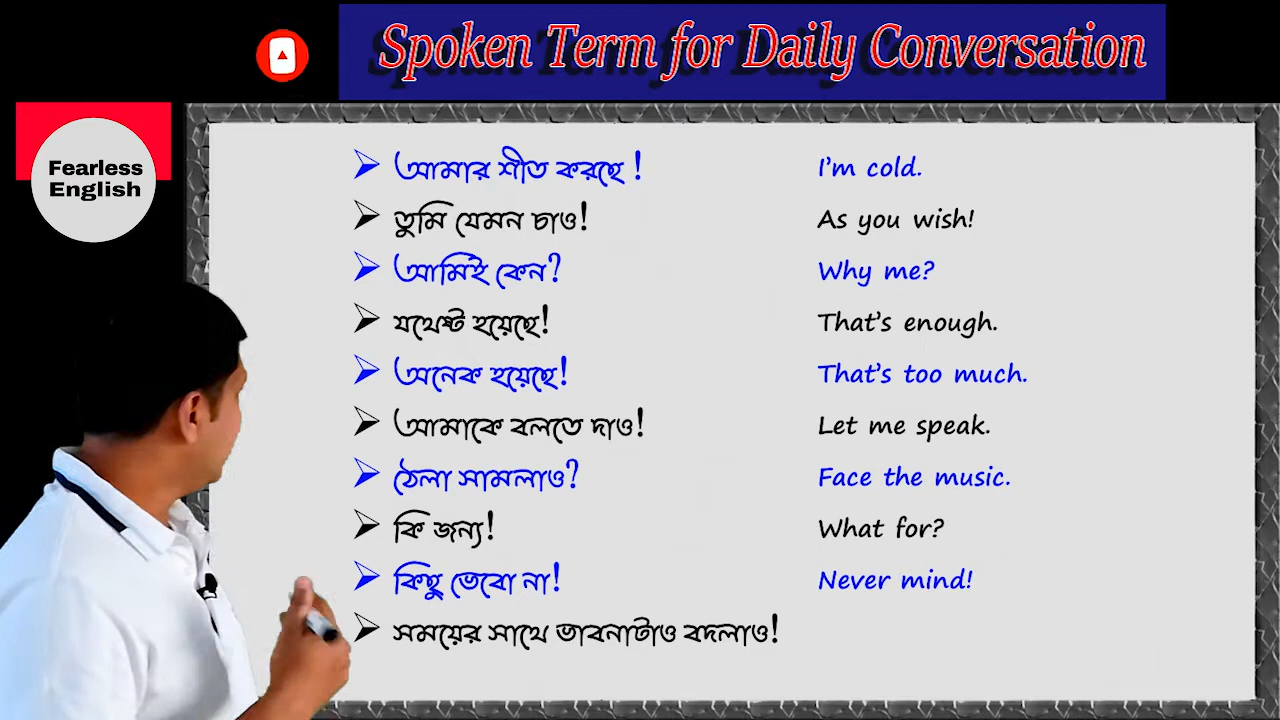 Spoken Term for Daily Conversation
Fearless
English
আমার শীত করছে ! I'm cold.
তুমি যেমন চাও! As you wish!
আমিই কেন? Why me?
যথেষ্ট হয়েছে! That's enough.
অনেক হয়েছে! That's too much.
আমাকে বলতে দাও! Let me speak.
ঠেলা সামলাও? Face the music.
কি জন্য! What for?
কিছু ভেবো না! Never mind!
সময়ের সাথে ভাবনাটাও বদলাও!